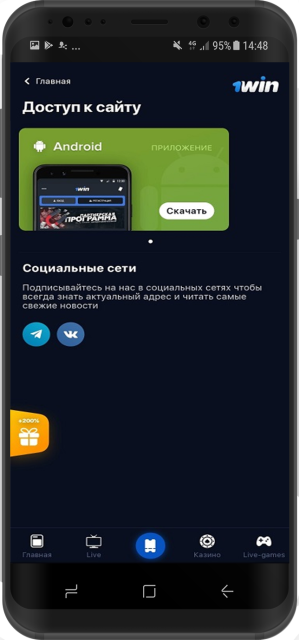 4G 95% 14:48
Главная
1win
Доступ к сайту
Android
ПРИЛОЖЕНИЕ
1win
ПРОГРАММА
Скачать
Социальные сети
Подписывайтесь на нас в социальных сетях чтобы
всегда знать актуальный адрес и читать самые
свежие новости
+200%
Главная
Live
Казино
Live-games